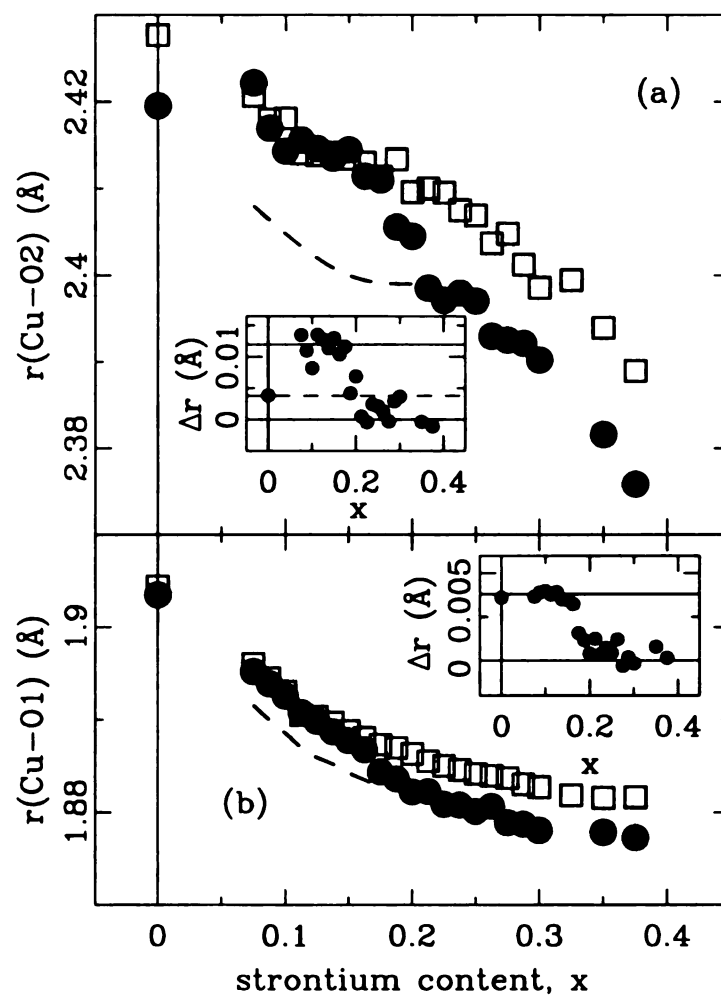 (a)
r(Cu-O2) (Å)
2.42
2.4
2.38
Δr (Å)
0.01
0
0 0.2 0.4
x
(b)
r(Cu-O1) (Å)
1.9
1.88
Δr (Å)
0.005
0
0 0.2 0.4
x
0 0.1 0.2 0.3 0.4
strontium content, x